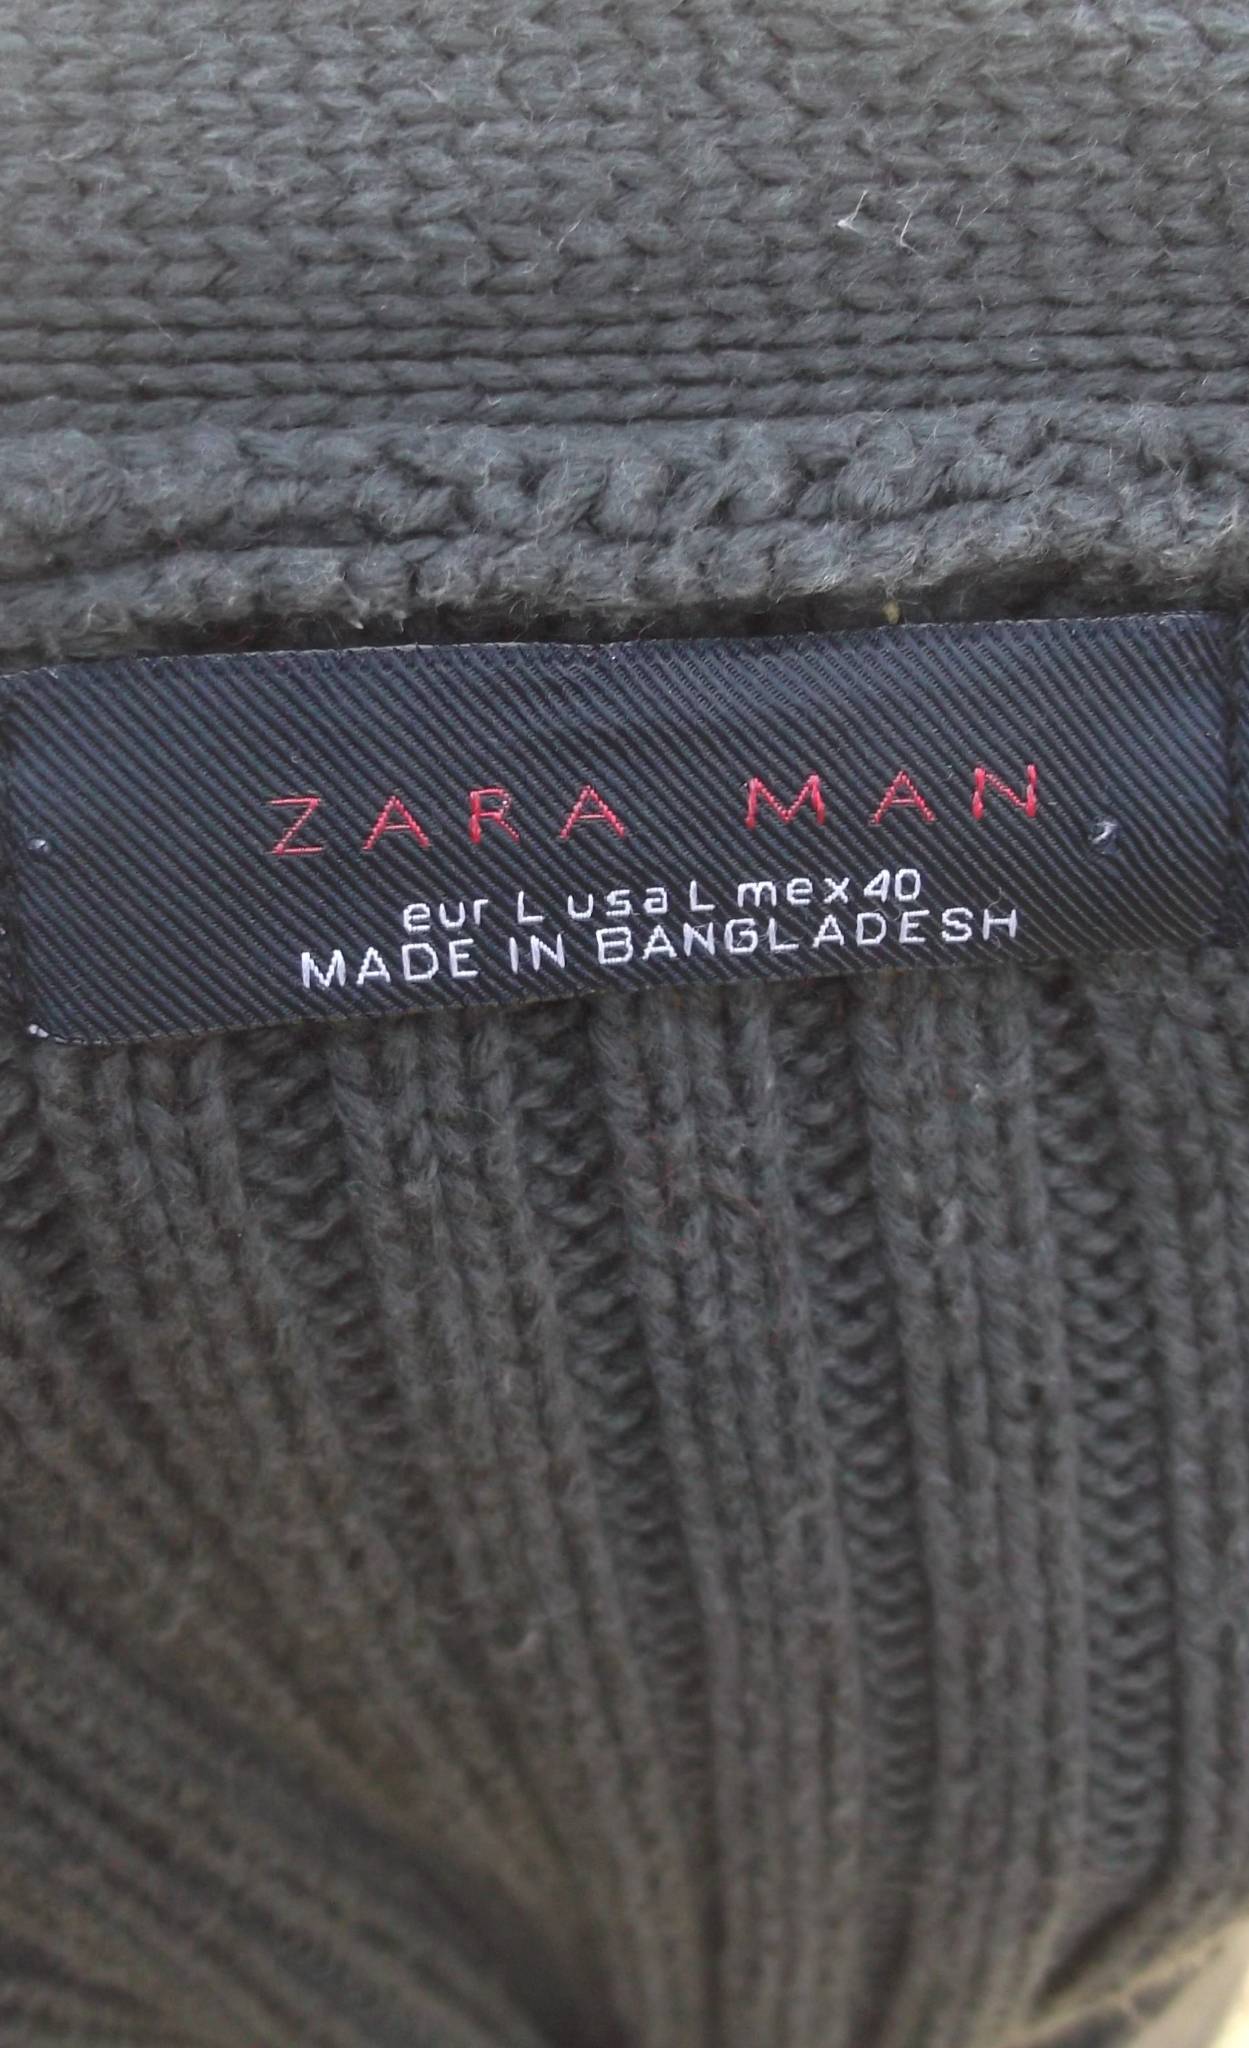 ZARA MAN
eur L usa L mex 40
MADE IN BANGLADESH